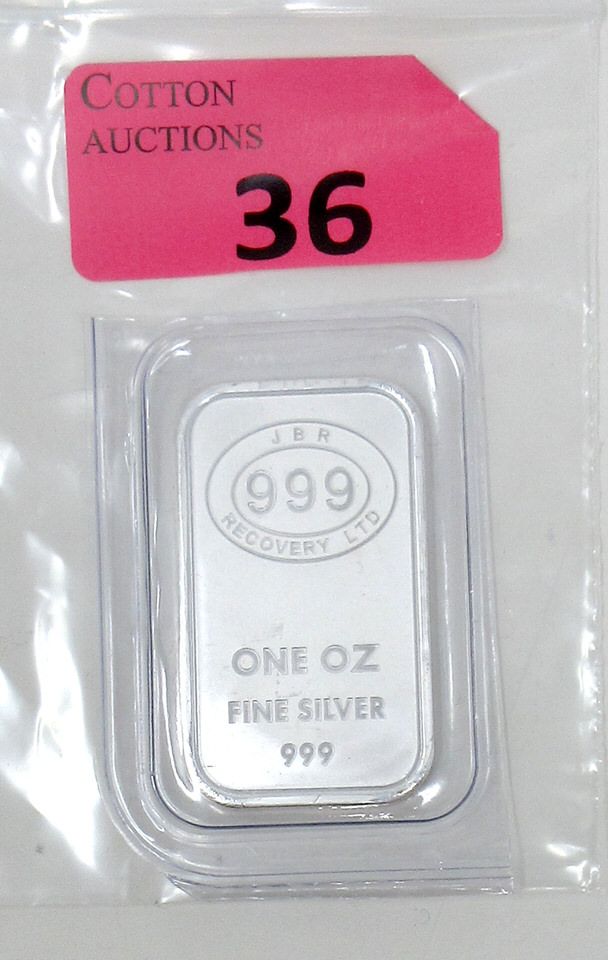 COTTON
AUCTIONS
36
JBR
999
RECOVERY LTD
ONE OZ
FINE SILVER
999